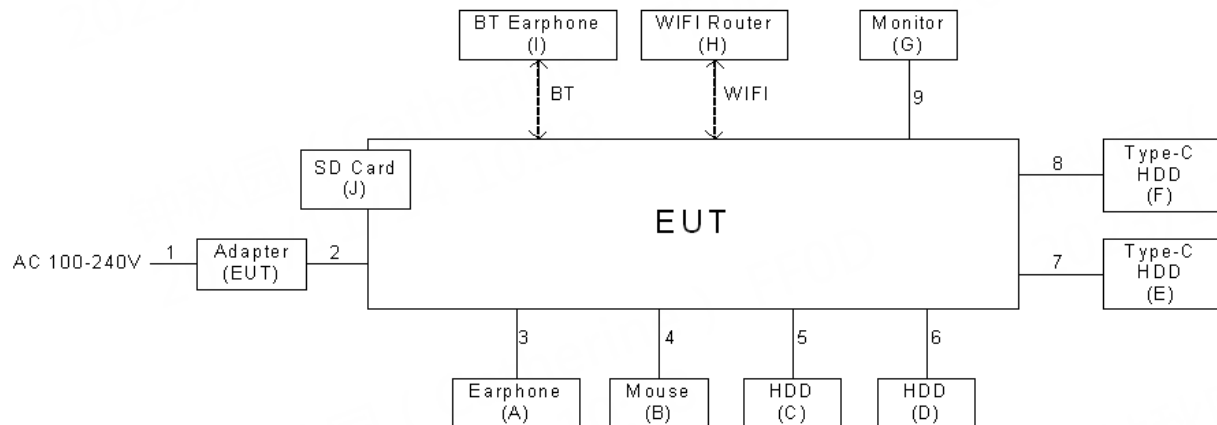 BT Earphone
(I)
WIFI Router
(H)
Monitor
(G)
BT
WIFI
9
SD Card
(J)
EUT
8
Type-C
HDD
(F)
AC 100-240V
1
Adapter
(EUT)
2
7
Type-C
HDD
(E)
3
4
5
6
Earphone
(A)
Mouse
(B)
HDD
(C)
HDD
(D)